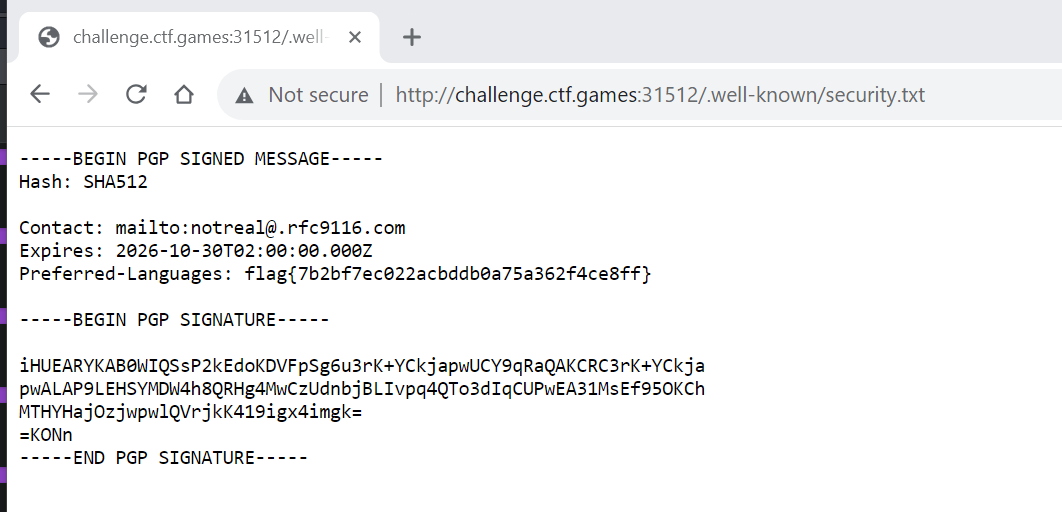 challenge.ctf.games:31512/.well-
Not secure | http://challenge.ctf.games:31512/.well-known/security.txt
-----BEGIN PGP SIGNED MESSAGE-----
Hash: SHA512
Contact: mailto:notreal@.rfc9116.com
Expires: 2026-10-30T02:00:00.000Z
Preferred-Languages: flag{7b2bf7ec022acbddb0a75a362f4ce8ff}
-----BEGIN PGP SIGNATURE-----
iHUEARYKAB0WIQSsP2kEdoKDVFpSg6u3rK+YCkjapwUCY9qRaQAKCRC3rK+YCkja
pwALAP9LEHSYMDW4h8QRHg4MwCzUdnbjBLIvpq4QTo3dIqCUPwEA31MsEf95OKCh
MTHYHajOzjwpwlQVrjkK419igx4imgk=
=KONn
-----END PGP SIGNATURE-----